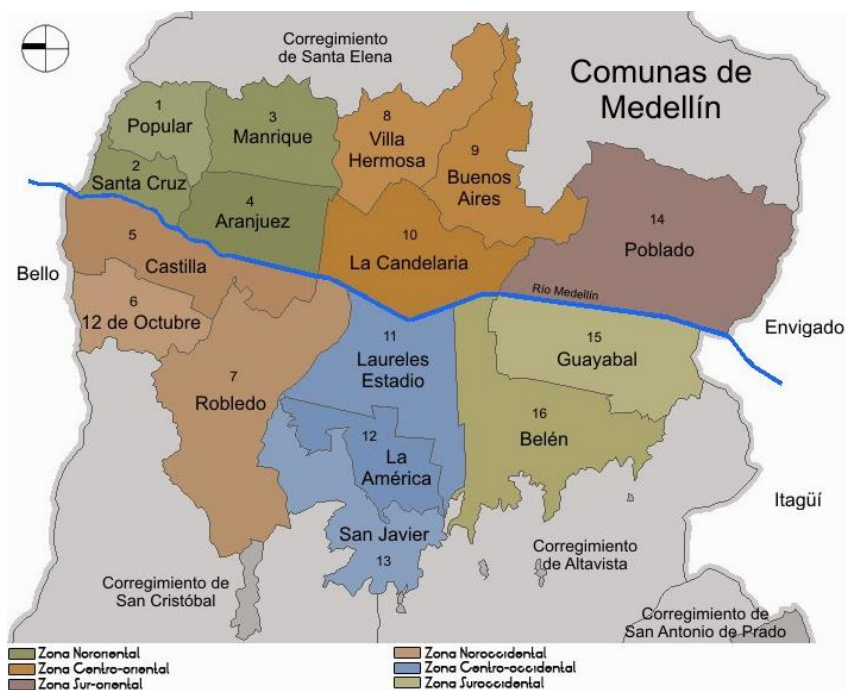 Corregimiento
de Santa Elena
Comunas de
Medellín
1
Popular
3
Manrique
8
Villa
Hermosa
9
Buenos
Aires
2
Santa Cruz
4
Aranjuez
14
Poblado
5
Castilla
10
La Candelaria
Bello
Río Medellín
6
12 de Octubre
Envigado
11
Laureles
Estadio
15
Guayabal
7
Robledo
16
Belén
12
La
América
Itagüí
San Javier
13
Corregimiento
de Altavista
Corregimiento de
San Cristóbal
Corregimiento de
San Antonio de Prado
Zona Nororiental
Zona Centro-oriental
Zona Sur-oriental
Zona Noroccidental
Zona Centro-occidental
Zona Suroccidental